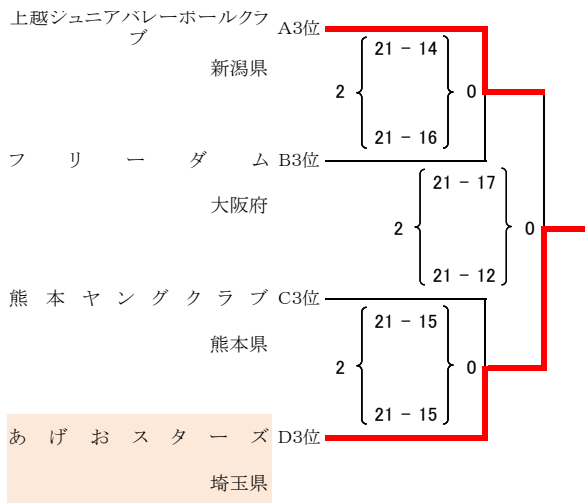 上越ジュニアバレーボールクラ
ブ
A3位
新潟県
21 - 14
2
0
21 - 16
フリーダム
B3位
大阪府
21 - 17
2
0
21 - 12
熊本ヤングクラブ
C3位
熊本県
21 - 15
2
0
21 - 15
あげおスターズ
D3位
埼玉県